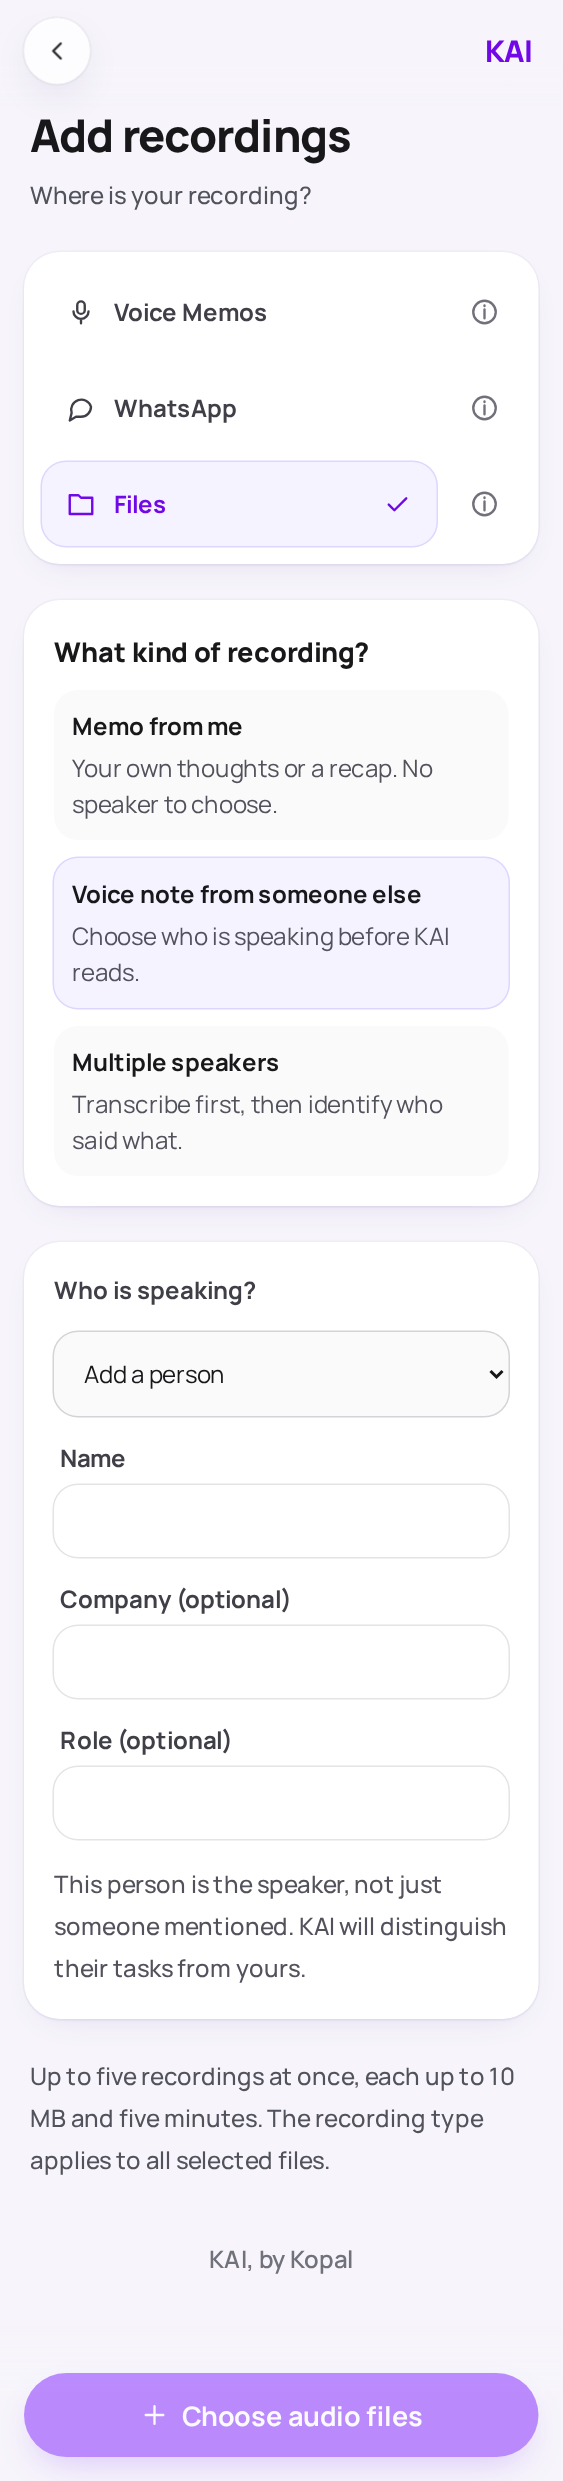 KAI
Add recordings
Where is your recording?
Voice Memos
WhatsApp
Files
What kind of recording?
Memo from me
Your own thoughts or a recap. No
speaker to choose.
Voice note from someone else
Choose who is speaking before KAI
reads.
Multiple speakers
Transcribe first, then identify who
said what.
Who is speaking?
Add a person
Name
Company (optional)
Role (optional)
This person is the speaker, not just
someone mentioned. KAI will distinguish
their tasks from yours.
Up to five recordings at once, each up to 10
MB and five minutes. The recording type
applies to all selected files.
KAI, by Kopal
Choose audio files